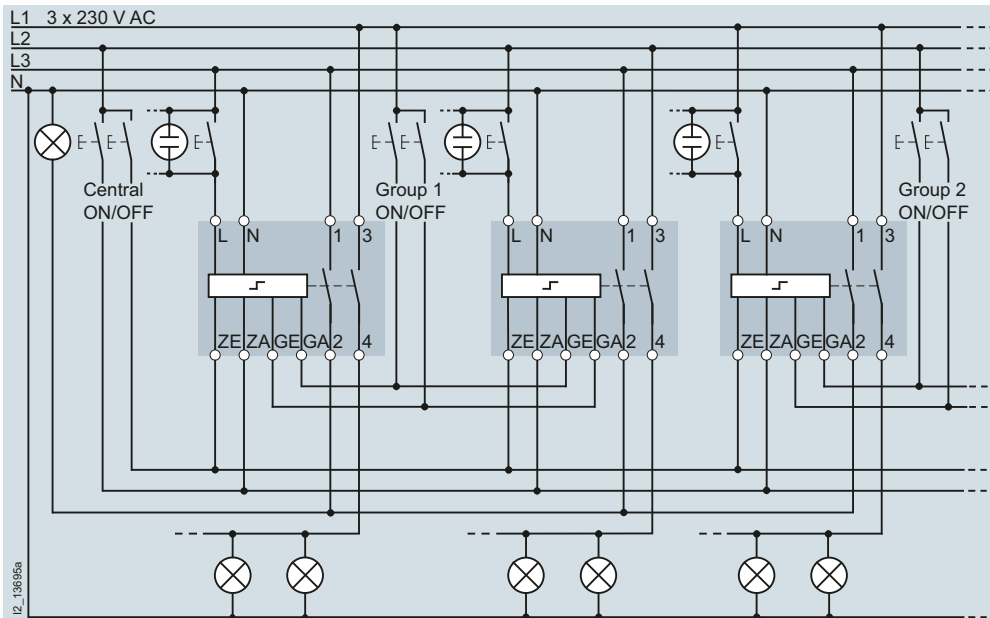 L1 3 x 230 V AC
L2
L3
N
Central
ON/OFF
Group 1
ON/OFF
Group 2
ON/OFF
L N 1 3
L N 1 3
L N 1 3
ZE ZA GE GA 2 4
ZE ZA GE GA 2 4
ZE ZA GE GA 2 4
I2_13695a